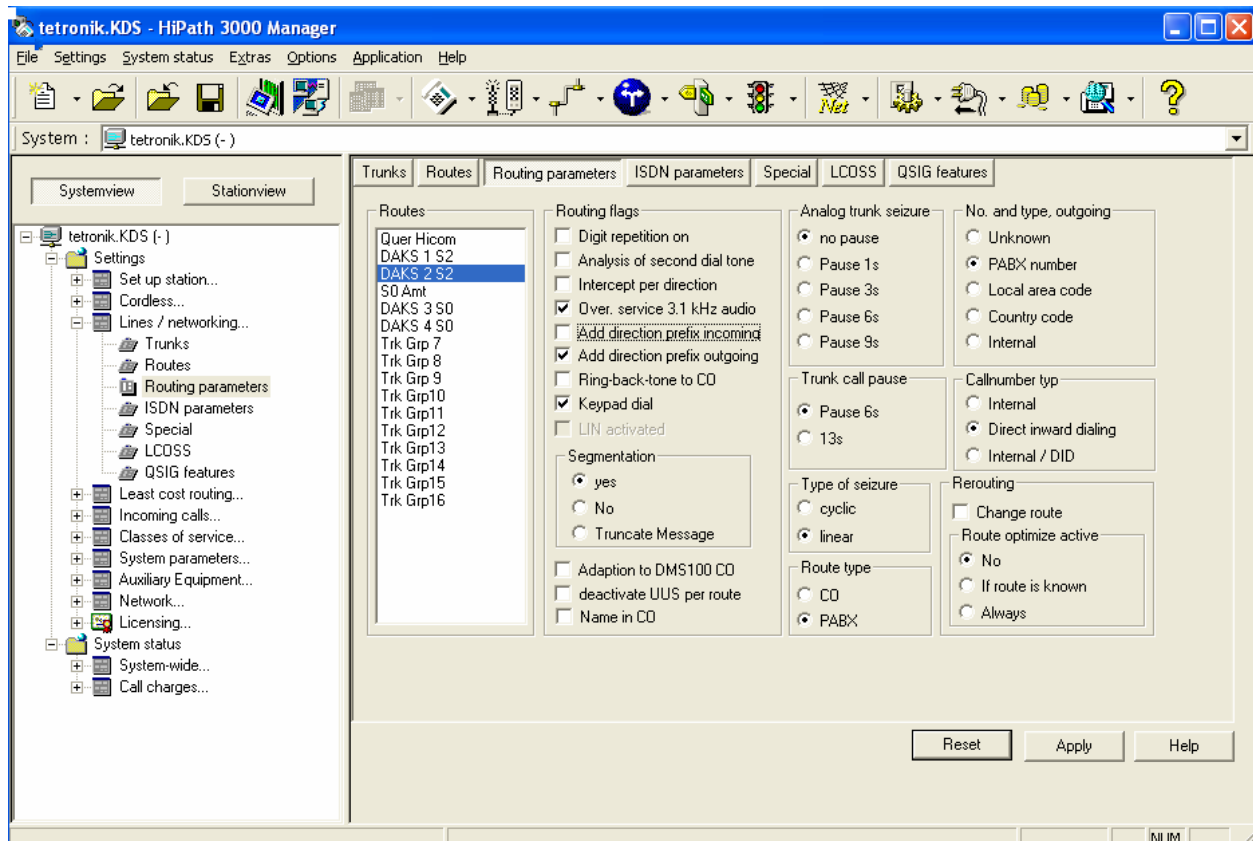 tetronik.KDS - HiPath 3000 Manager
File Settings System status Extras Options Application Help
Net
System : tetronik.KDS (- )
Systemview Stationview
tetronik.KDS (- )
Settings
Set up station...
Cordless...
Lines / networking...
Trunks
Routes
Routing parameters
ISDN parameters
Special
LCOSS
QSIG features
Least cost routing...
Incoming calls...
Classes of service...
System parameters...
Auxiliary Equipment...
Network...
Licensing...
System status
System-wide...
Call charges...
Trunks Routes Routing parameters ISDN parameters Special LCOSS QSIG features
Routes
Quer Hicom
DAKS 1 S2
DAKS 2 S2
S0 Amt
DAKS 3 S0
DAKS 4 S0
Trk Grp 7
Trk Grp 8
Trk Grp 9
Trk Grp10
Trk Grp11
Trk Grp12
Trk Grp13
Trk Grp14
Trk Grp15
Trk Grp16
Routing flags
Digit repetition on
Analysis of second dial tone
Intercept per direction
Over. service 3.1 kHz audio
Add direction prefix incoming
Add direction prefix outgoing
Ring-back-tone to CO
Keypad dial
LIN activated
Segmentation
yes
No
Truncate Message
Adaption to DMS100 CO
deactivate UUS per route
Name in CO
Analog trunk seizure
no pause
Pause 1s
Pause 3s
Pause 6s
Pause 9s
Trunk call pause
Pause 6s
13s
Type of seizure
cyclic
linear
Route type
CO
PABX
No. and type, outgoing
Unknown
PABX number
Local area code
Country code
Internal
Callnumber typ
Internal
Direct inward dialing
Internal / DID
Rerouting
Change route
Route optimize active
No
If route is known
Always
Reset Apply Help
NUM